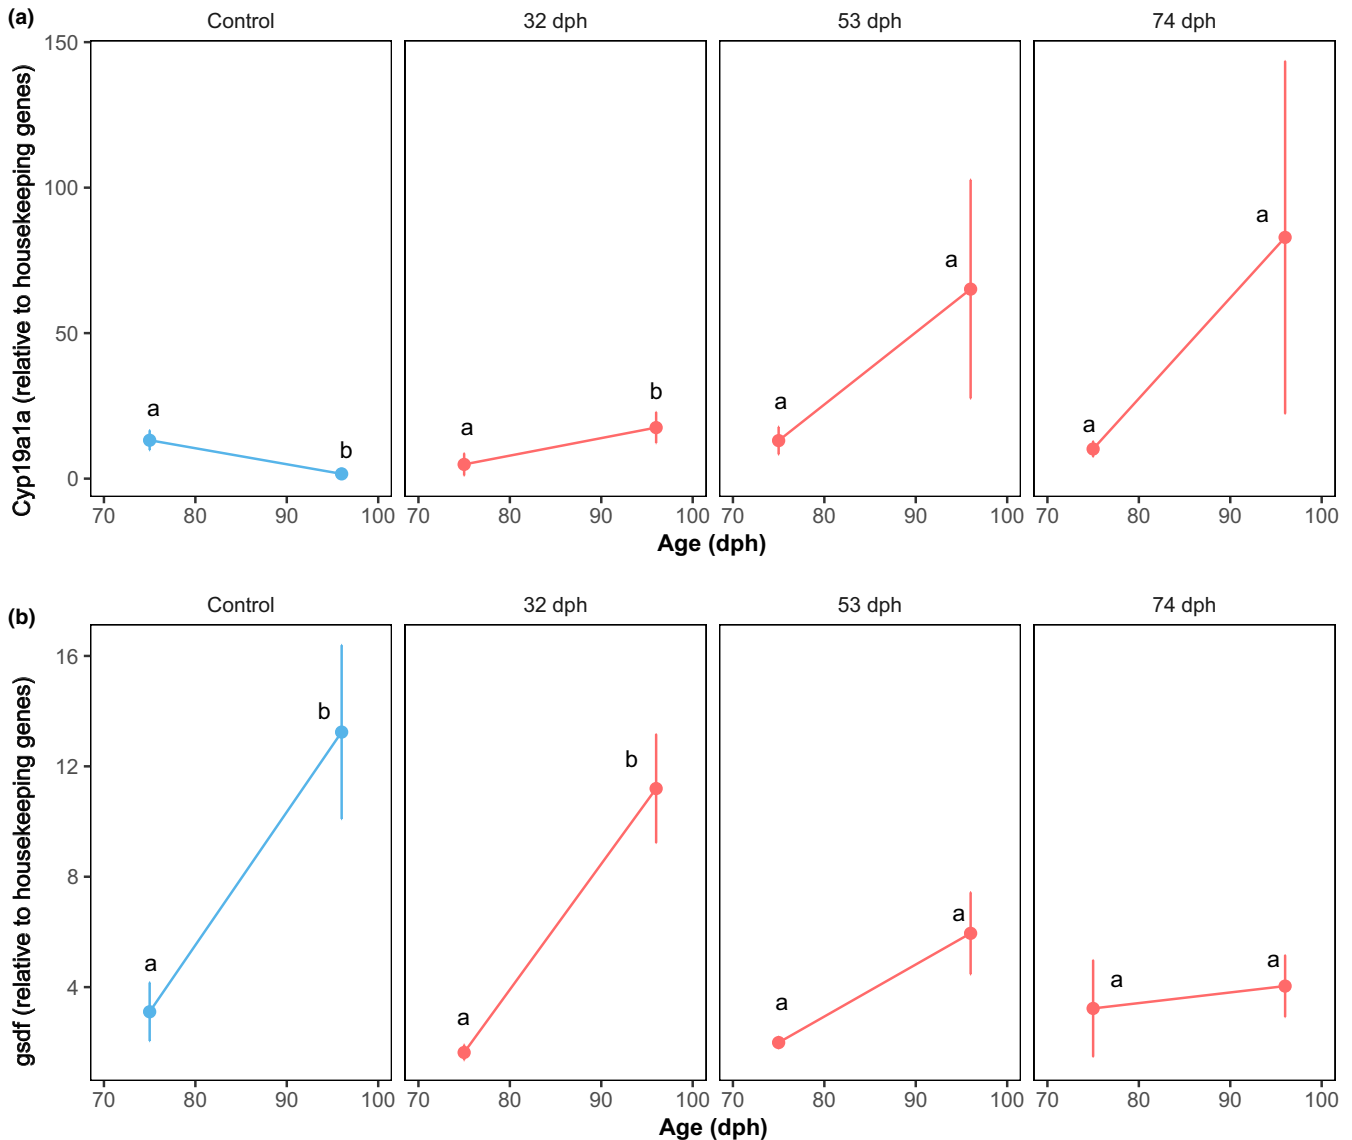 (a)
Control 32 dph 53 dph 74 dph
Cyp19a1a (relative to housekeeping genes)
150
100
50
0
a b a b a a a a
70 80 90 100 70 80 90 100 70 80 90 100 70 80 90 100
Age (dph)
(b)
Control 32 dph 53 dph 74 dph
gsdf (relative to housekeeping genes)
16
12
8
4
a b a b a a a a
70 80 90 100 70 80 90 100 70 80 90 100 70 80 90 100
Age (dph)